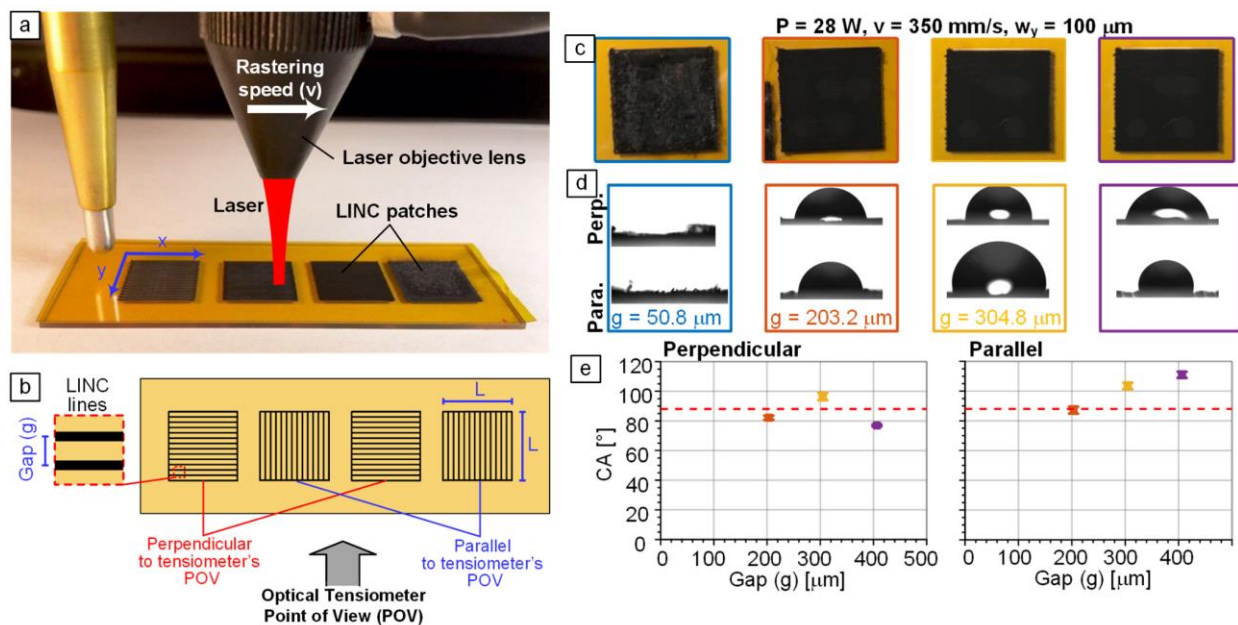 a
Rastering
speed (v)
Laser objective lens
Laser
LINC patches
x
y
b
LINC
lines
Gap (g)
L
L
Perpendicular
to tensiometer's
POV
Parallel
to tensiometer's
POV
Optical Tensiometer
Point of View (POV)
P = 28 W, v = 350 mm/s, wy = 100 μm
c
d
Perp.
Para.
g = 50.8 μm
g = 203.2 μm
g = 304.8 μm
e
Perpendicular
Parallel
CA [°]
120
100
80
60
40
20
0
0 100 200 300 400 500
Gap (g) [μm]
0 100 200 300 400
Gap (g) [μm]